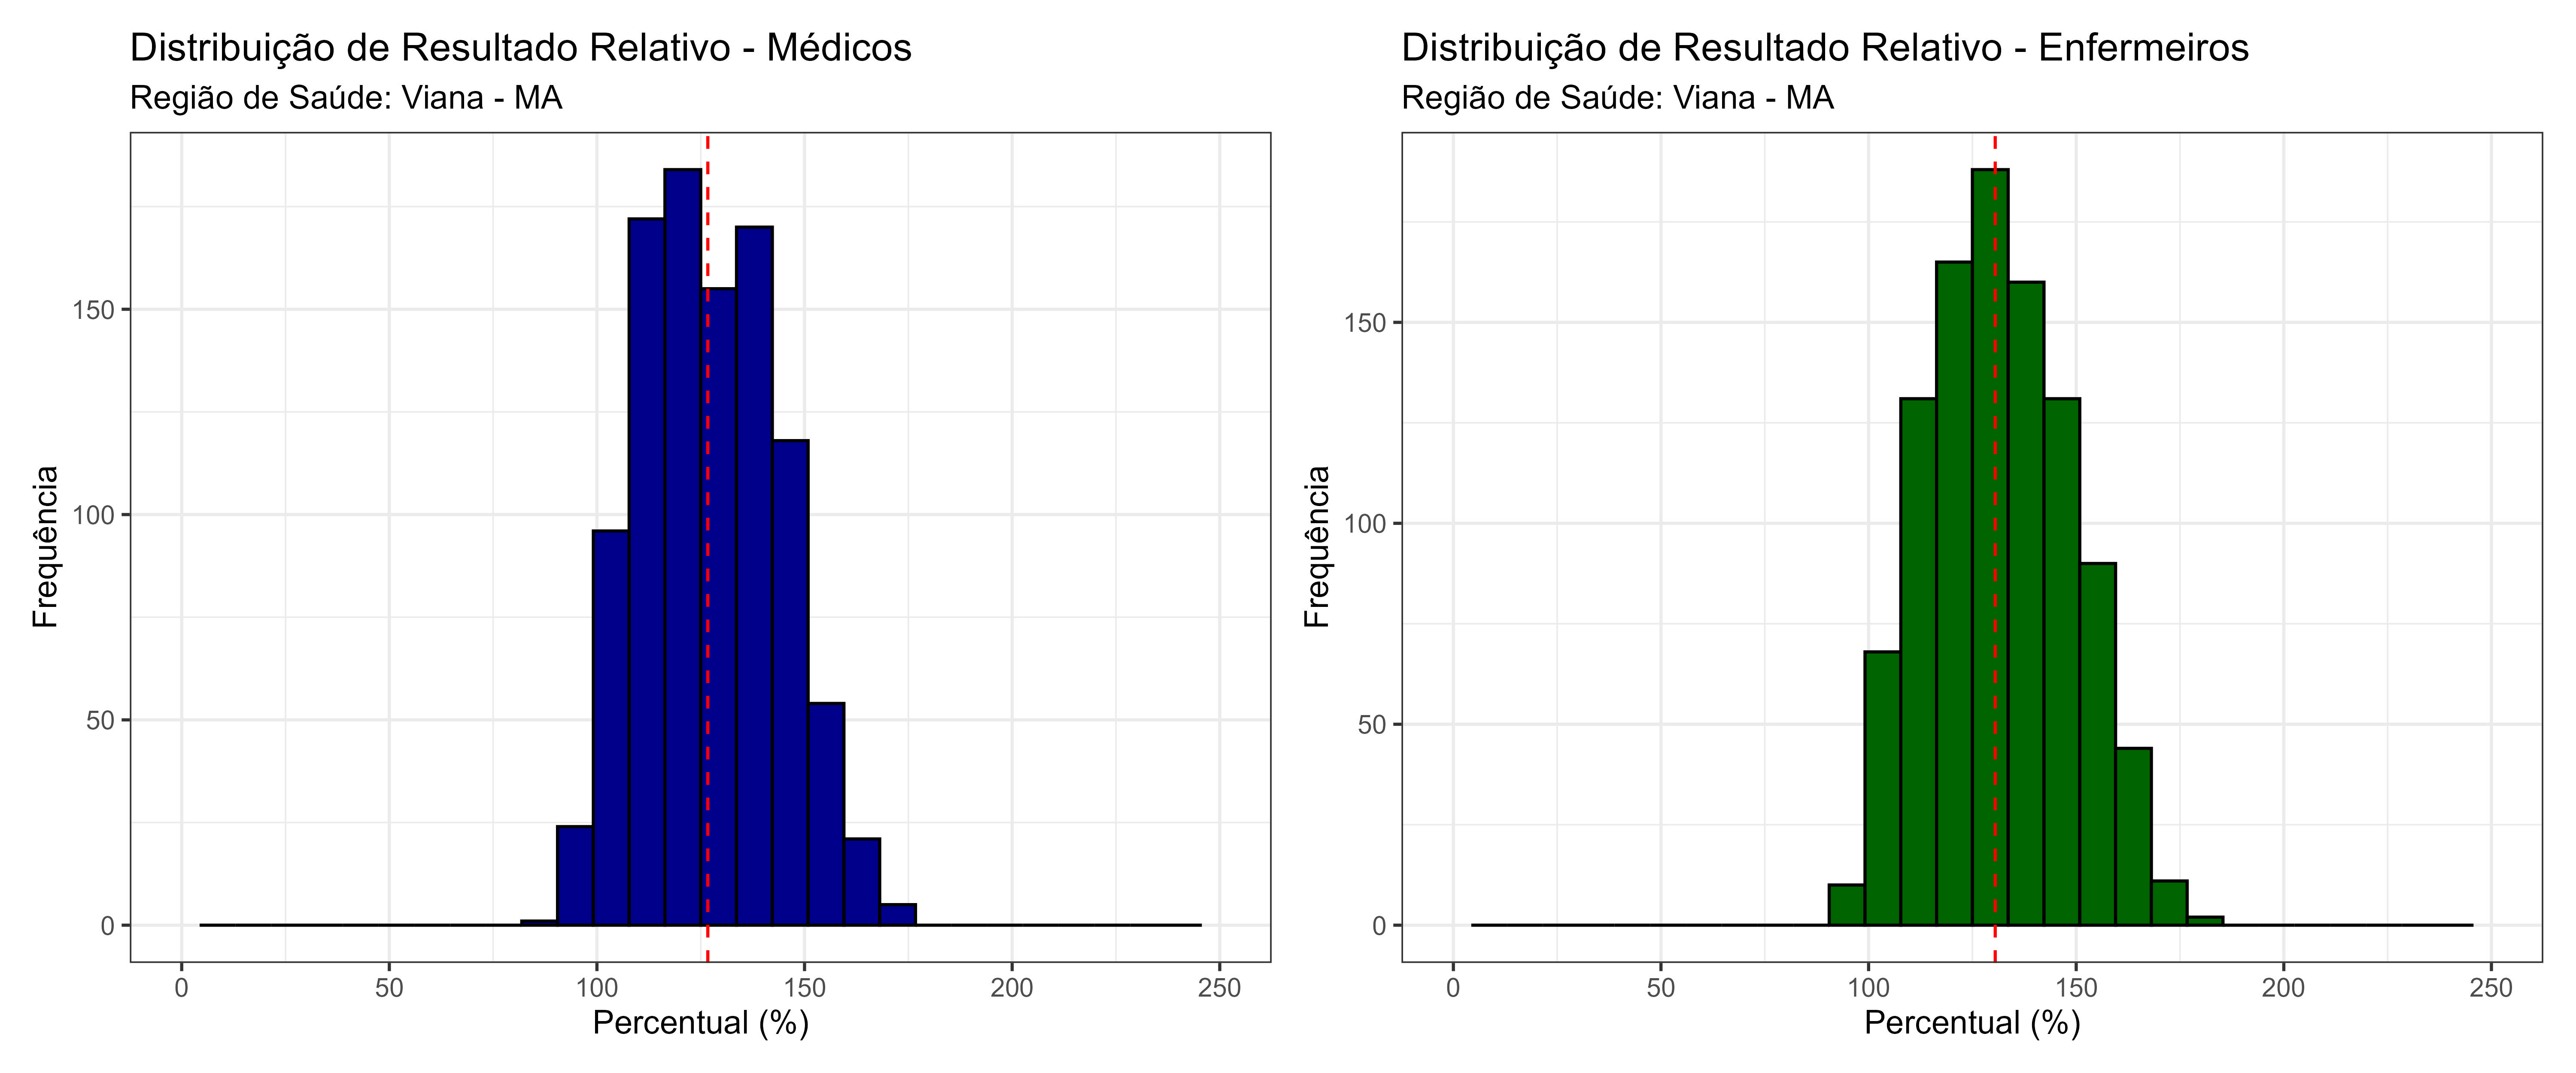 Distribuição de Resultado Relativo - Médicos
Região de Saúde: Viana - MA
Frequência
150
100
50
0
0 50 100 150 200 250
Percentual (%)
Distribuição de Resultado Relativo - Enfermeiros
Região de Saúde: Viana - MA
Frequência
150
100
50
0
0 50 100 150 200 250
Percentual (%)